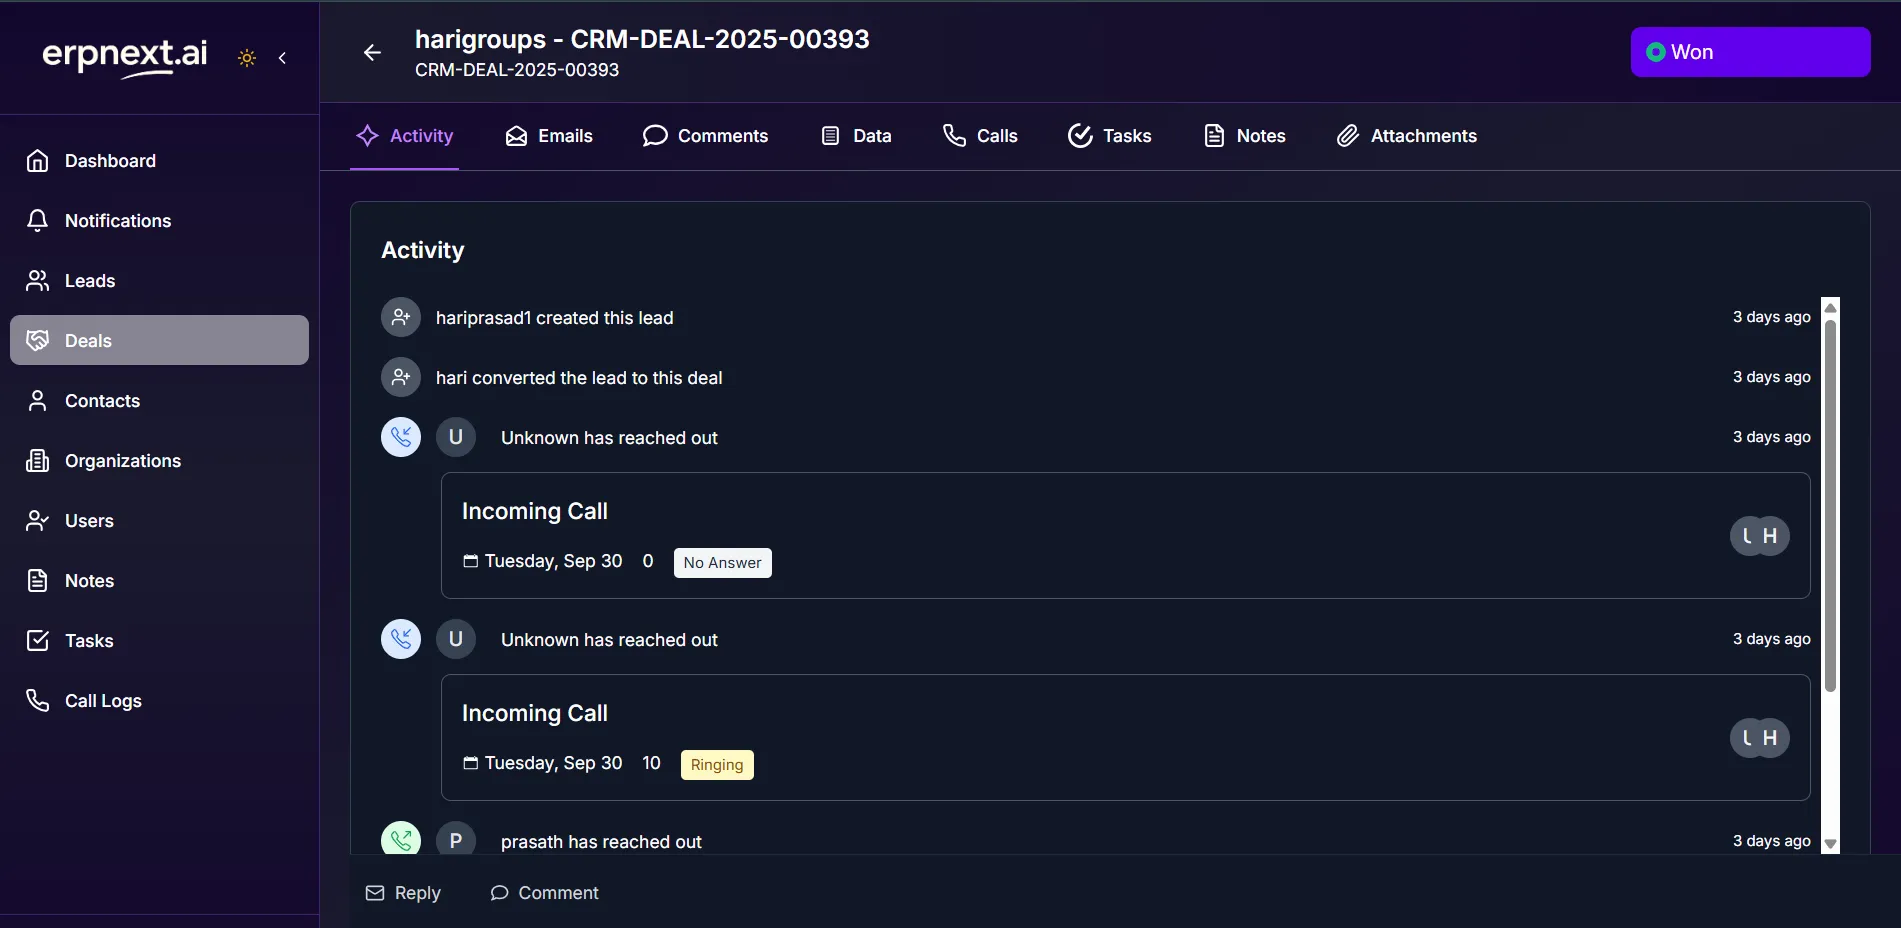 erpnext.ai
harigroups - CRM-DEAL-2025-00393
CRM-DEAL-2025-00393
Won
Activity
Emails
Comments
Data
Calls
Tasks
Notes
Attachments
Dashboard
Notifications
Leads
Deals
Contacts
Organizations
Users
Notes
Tasks
Call Logs
Activity
hariprasad1 created this lead 3 days ago
hari converted the lead to this deal 3 days ago
U Unknown has reached out 3 days ago
Incoming Call
Tuesday, Sep 30 0 No Answer
H
U Unknown has reached out 3 days ago
Incoming Call
Tuesday, Sep 30 10 Ringing
H
P prasath has reached out 3 days ago
Reply Comment